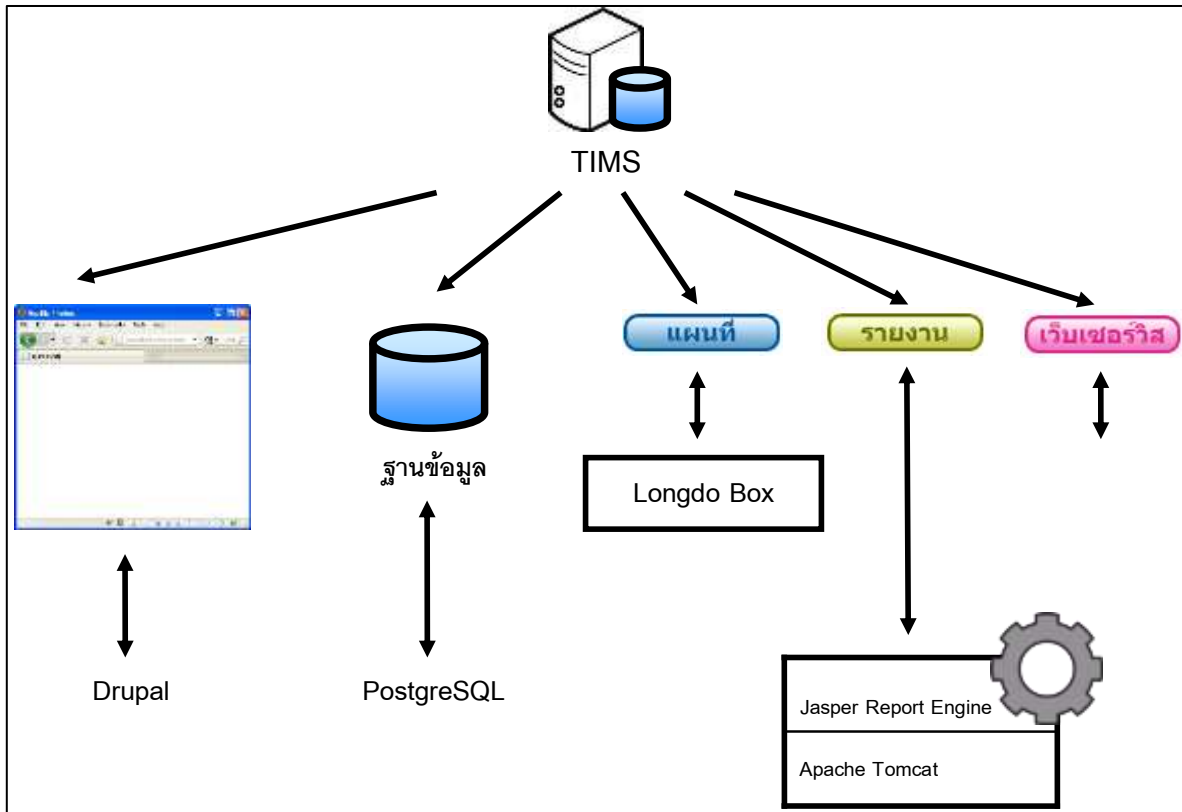 TIMS
แผนที่
รายงาน
เว็บเซอร์วิส
ฐานข้อมูล
Longdo Box
Drupal
PostgreSQL
Jasper Report Engine
Apache Tomcat